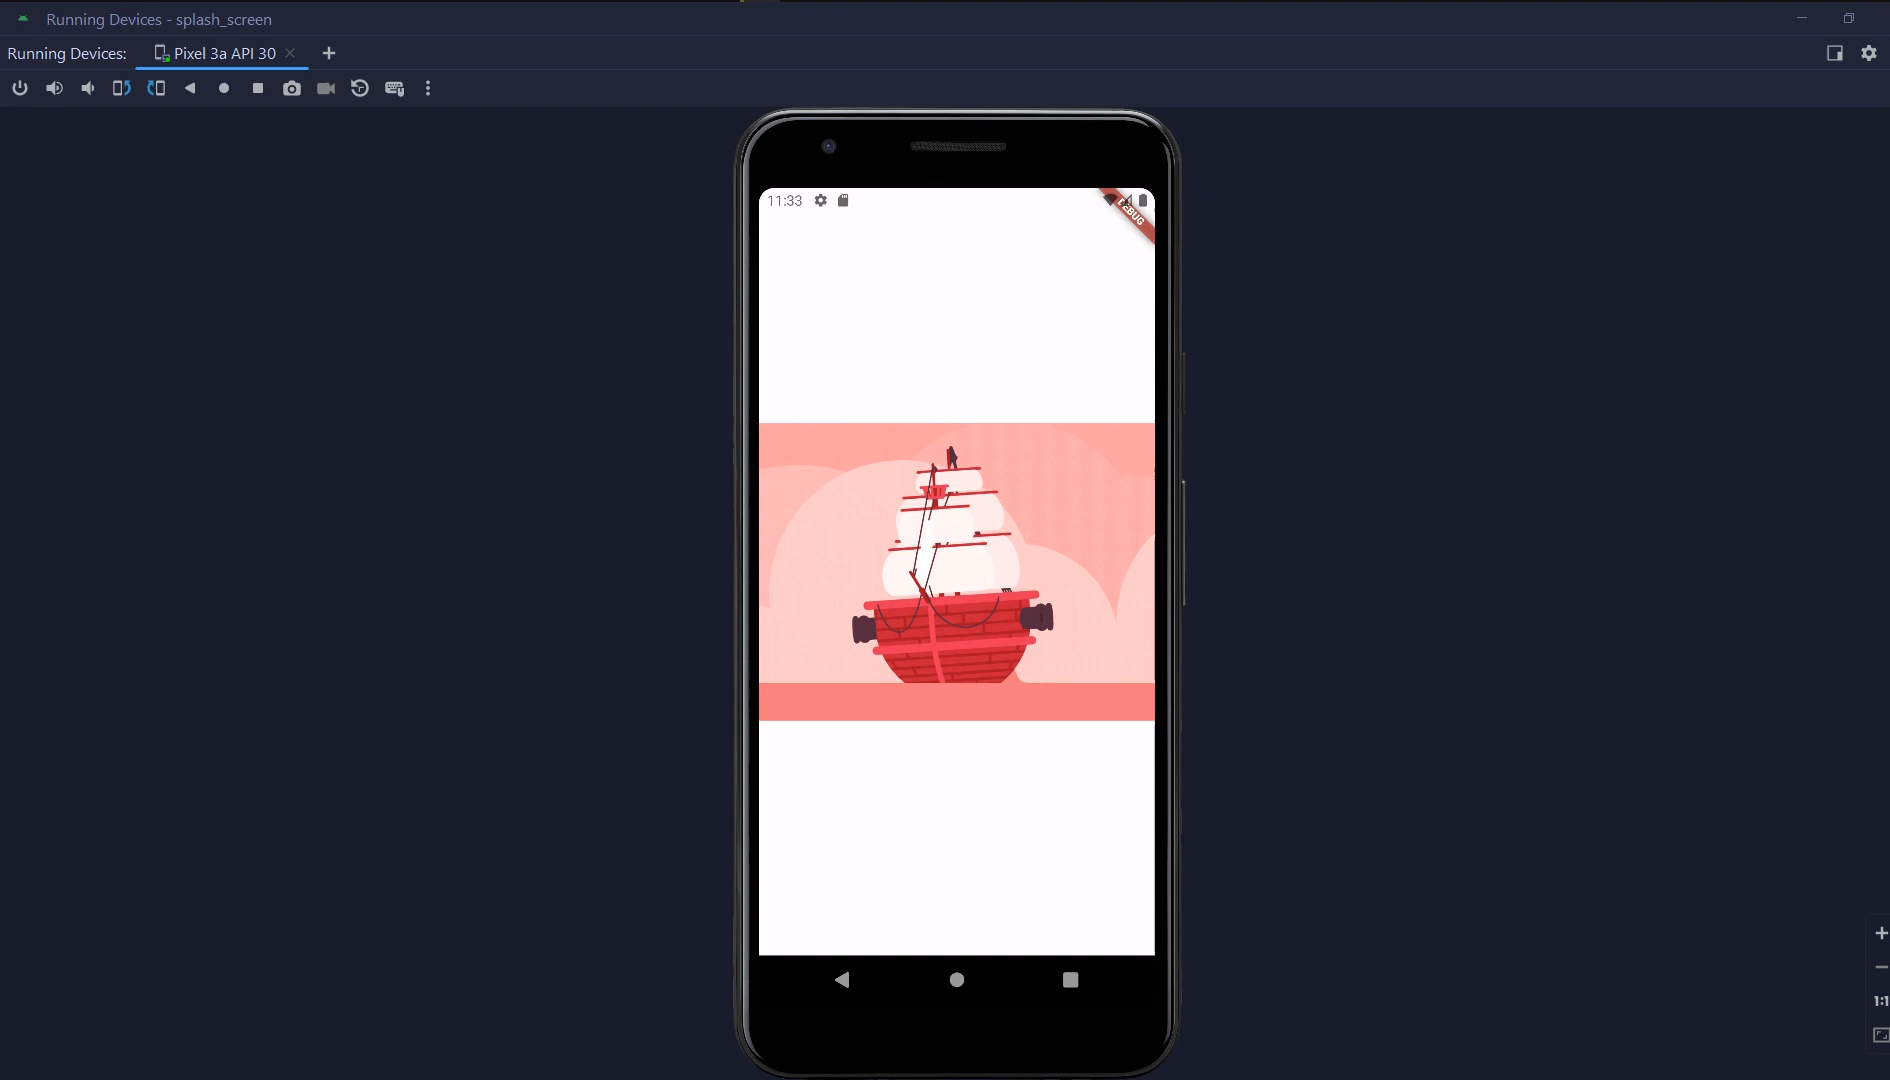 Running Devices - splash_screen
Running Devices:
Pixel 3a API 30
11:33
DEBUG
1:1